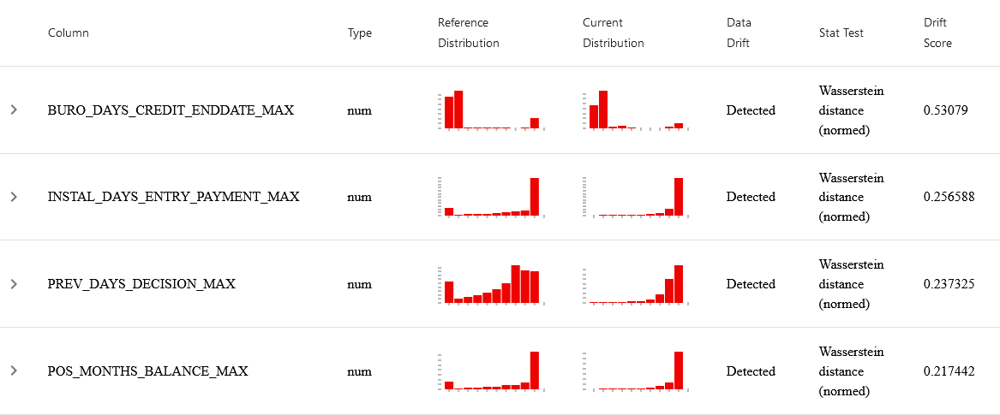 Column
Type
Reference
Distribution
Current
Distribution
Data
Drift
Stat Test
Drift
Score
BURO_DAYS_CREDIT_ENDDATE_MAX
num
Detected
Wasserstein
distance
(normed)
0.53079
INSTAL_DAYS_ENTRY_PAYMENT_MAX
num
Detected
Wasserstein
distance
(normed)
0.256588
PREV_DAYS_DECISION_MAX
num
Detected
Wasserstein
distance
(normed)
0.237325
POS_MONTHS_BALANCE_MAX
num
Detected
Wasserstein
distance
(normed)
0.217442